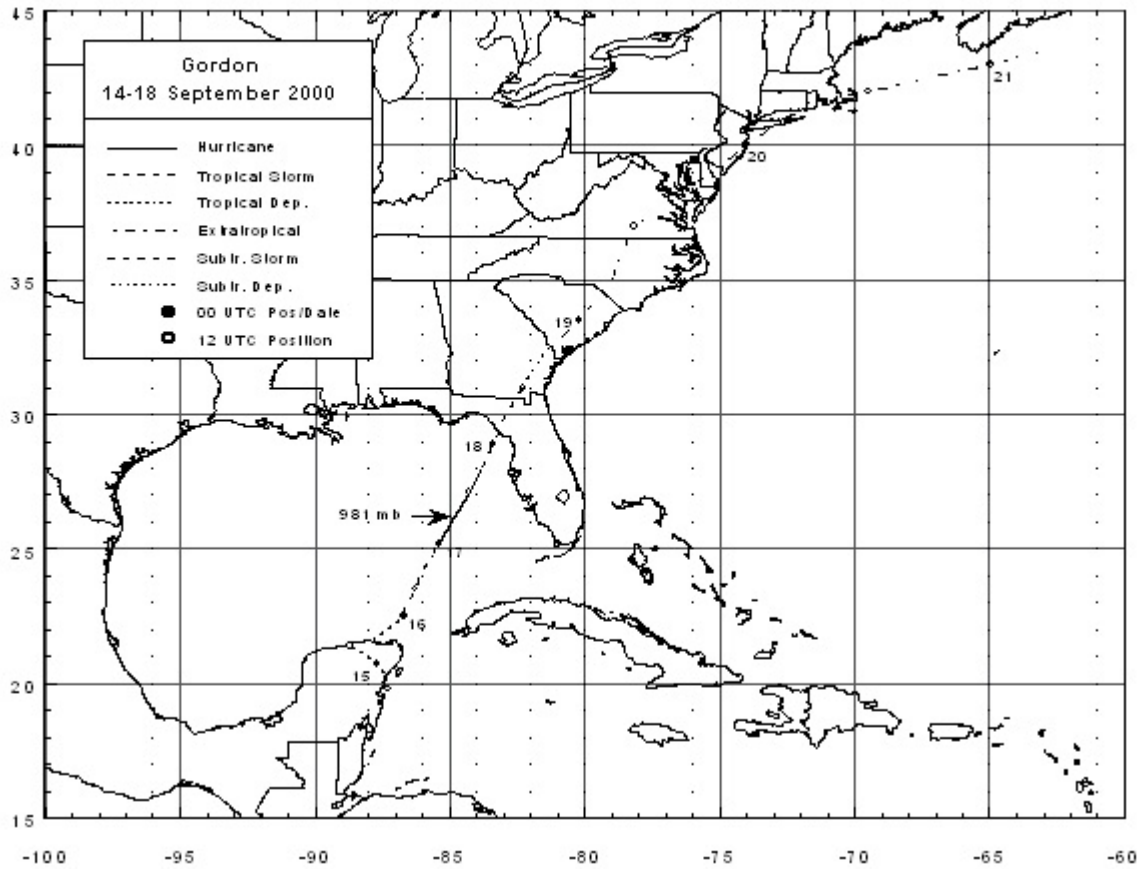 Gordon
14-18 September 2000
Hurricane
Tropical Storm
Tropical Dep.
Extratropical
Subtr. Storm
Subtr. Dep.
00 UTC Pos/Date
12 UTC Position
45
40
35
30
25
20
15
21
20
19
18
981 mb
17
16
15
-100 -95 -90 -85 -80 -75 -70 -65 -60